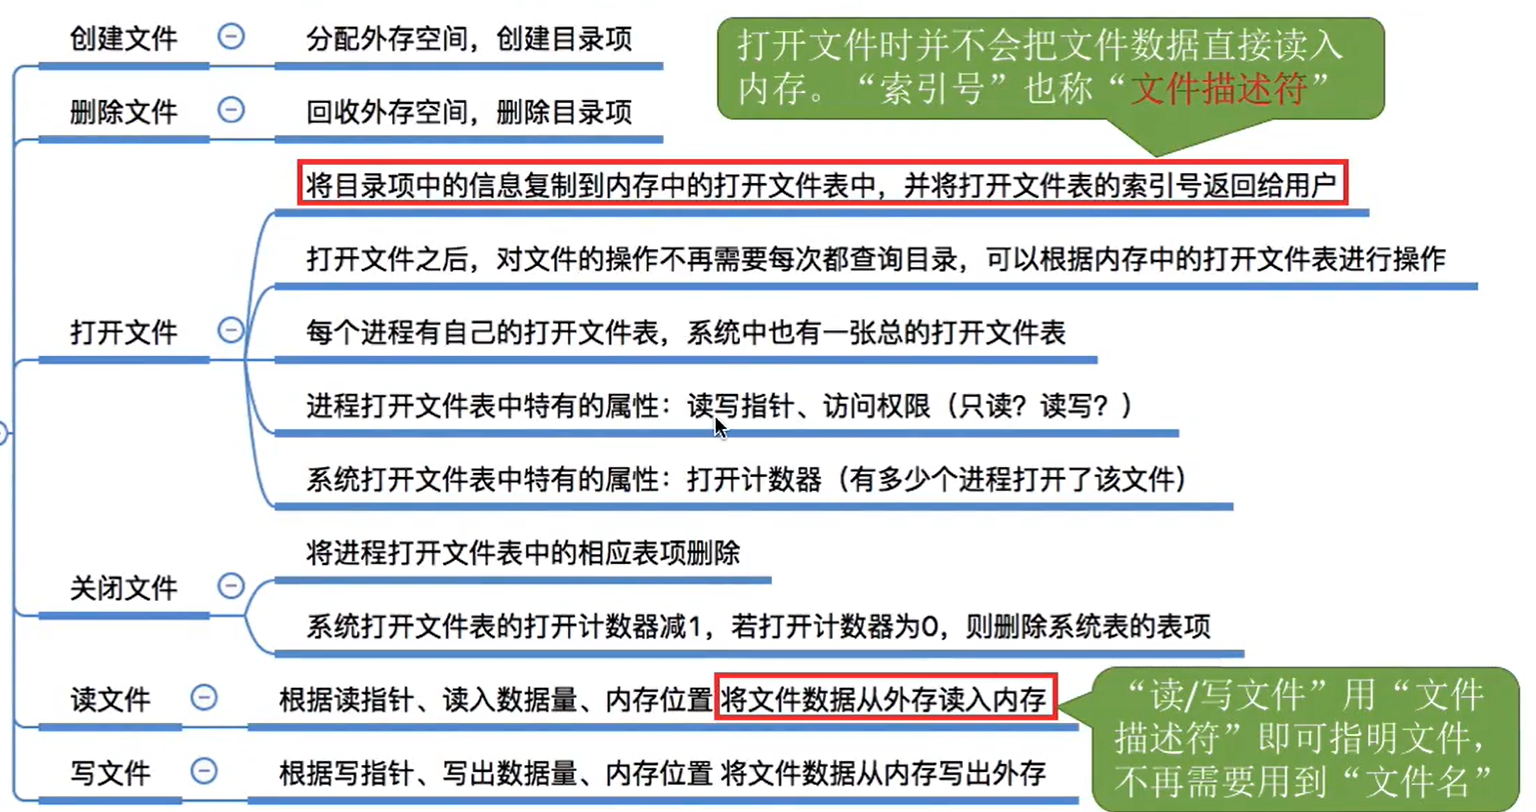 创建文件
分配外存空间，创建目录项
打开文件时并不会把文件数据直接读入
内存。“索引号”也称“文件描述符”
删除文件
回收外存空间，删除目录项
打开文件
将目录项中的信息复制到内存中的打开文件表中，并将打开文件表的索引号返回给用户
打开文件之后，对文件的操作不再需要每次都查询目录，可以根据内存中的打开文件表进行操作
每个进程有自己的打开文件表，系统中也有一张总的打开文件表
进程打开文件表中特有的属性：读写指针、访问权限（只读？读写？）
系统打开文件表中特有的属性：打开计数器（有多少个进程打开了该文件）
关闭文件
将进程打开文件表中的相应表项删除
系统打开文件表的打开计数器减1，若打开计数器为0，则删除系统表的表项
读文件
根据读指针、读入数据量、内存位置 将文件数据从外存读入内存
“读/写文件”用“文件
描述符”即可指明文件，
不再需要用到“文件名”
写文件
根据写指针、写出数据量、内存位置 将文件数据从内存写出外存